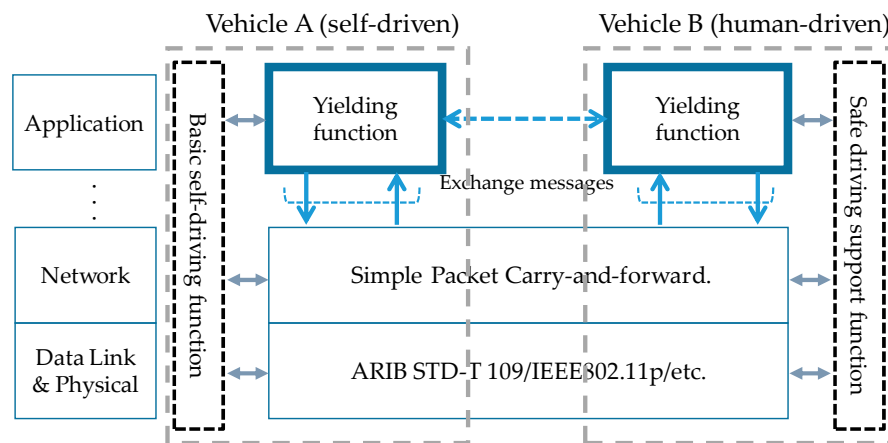 Vehicle A (self-driven)
Vehicle B (human-driven)
Application
Basic self-driving function
Yielding
function
Yielding
function
Safe driving support function
Exchange messages
Network
Simple Packet Carry-and-forward.
Data Link
& Physical
ARIB STD-T 109/IEEE802.11p/etc.